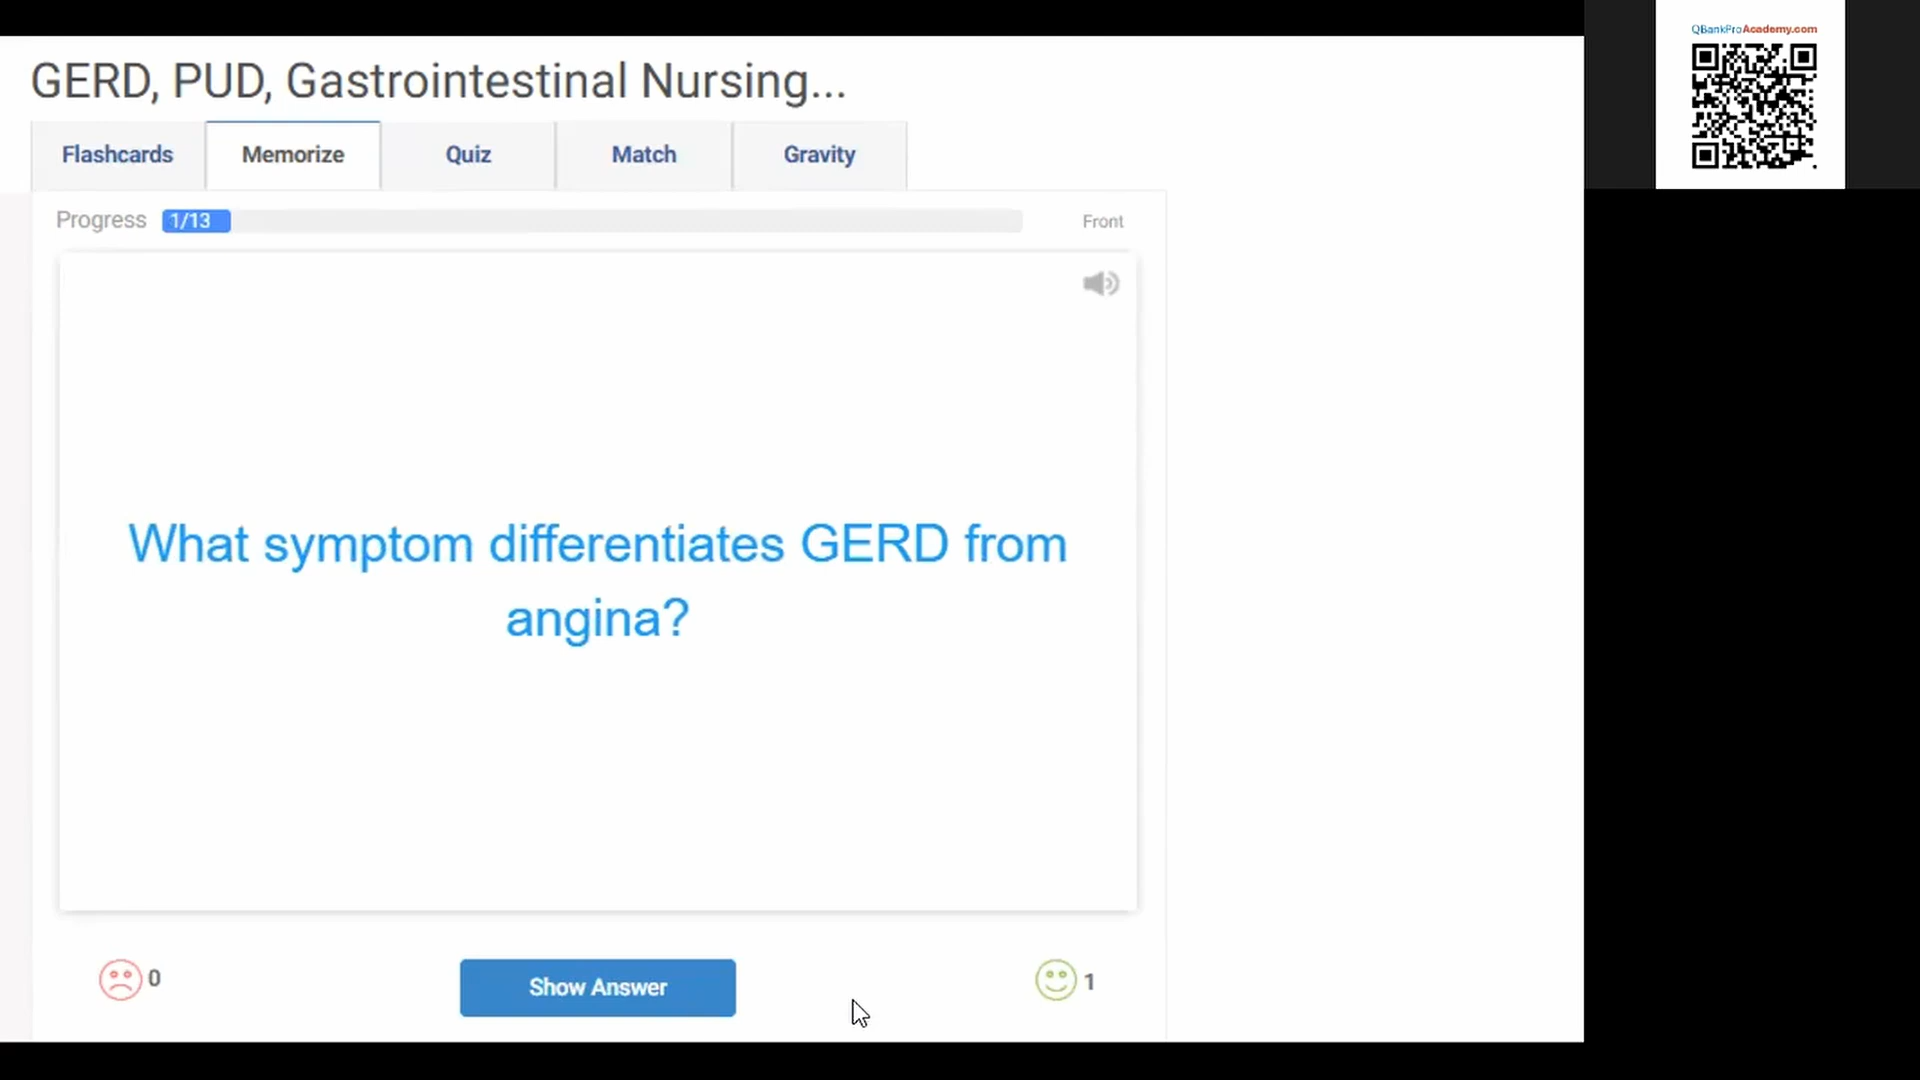 QBankProAcademy.com
GERD, PUD, Gastrointestinal Nursing...
Flashcards Memorize Quiz Match Gravity
Progress 1/13 Front
What symptom differentiates GERD from
angina?
0 Show Answer 1